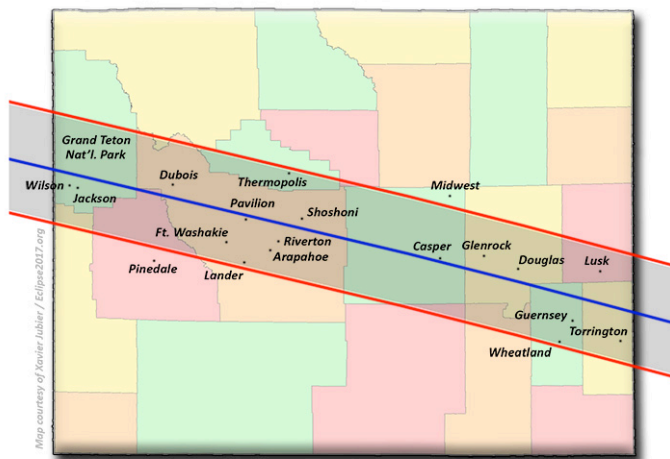 Grand Teton
Nat'l. Park
Dubois
Thermopolis
Wilson
Jackson
Midwest
Pavilion
Shoshoni
Ft. Washakie
Riverton
Arapahoe
Casper
Glenrock
Douglas
Lusk
Pinedale
Lander
Guernsey
Torrington
Wheatland
Map courtesy of Xavier Jubier / Eclipse2017.org